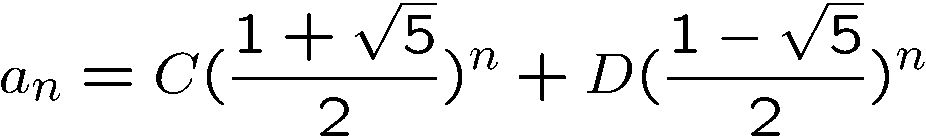 a_n = C(\frac{1+\sqrt{5}}{2})^n + D(\frac{1-\sqrt{5}}{2})^n